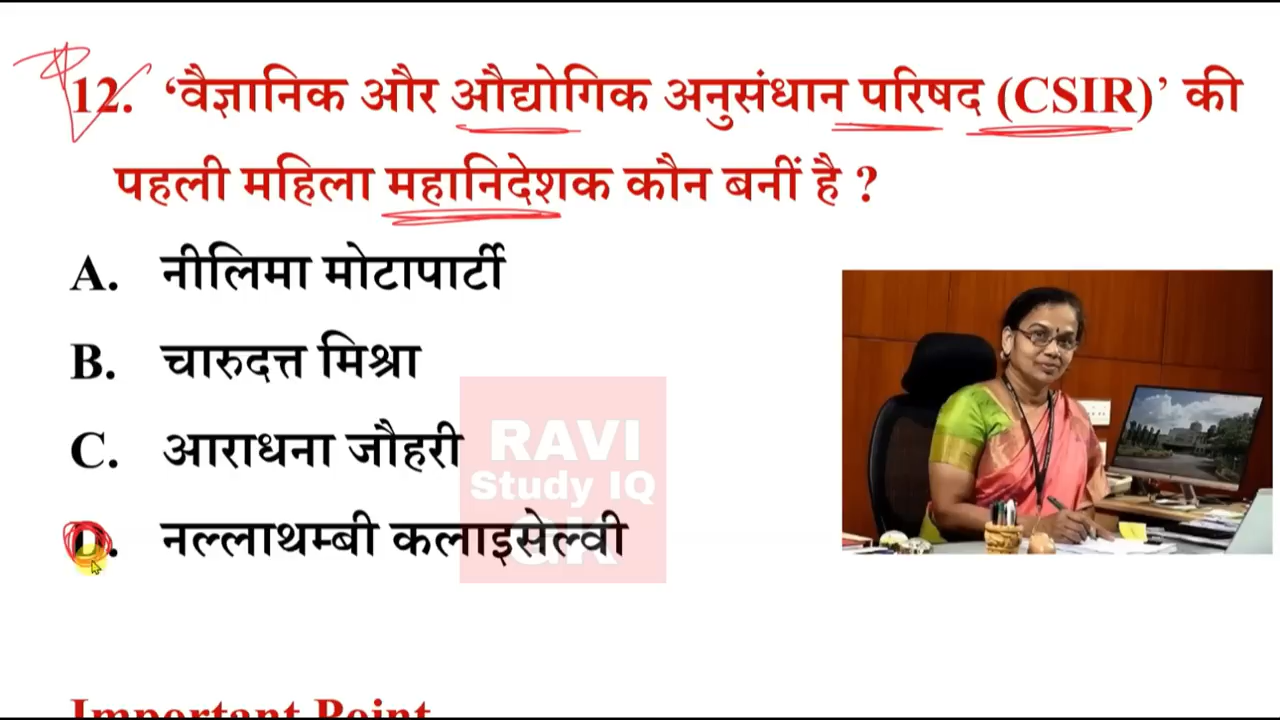 12. ‘वैज्ञानिक और औद्योगिक अनुसंधान परिषद (CSIR)’ की
पहली महिला महानिदेशक कौन बनीं है ?
A. नीलिमा मोटापार्टी
B. चारुदत्त मिश्रा
C. आराधना जौहरी
D. नल्लाथम्बी कलाइसेल्वी
RAVI
Study IQ
GK
Important Point